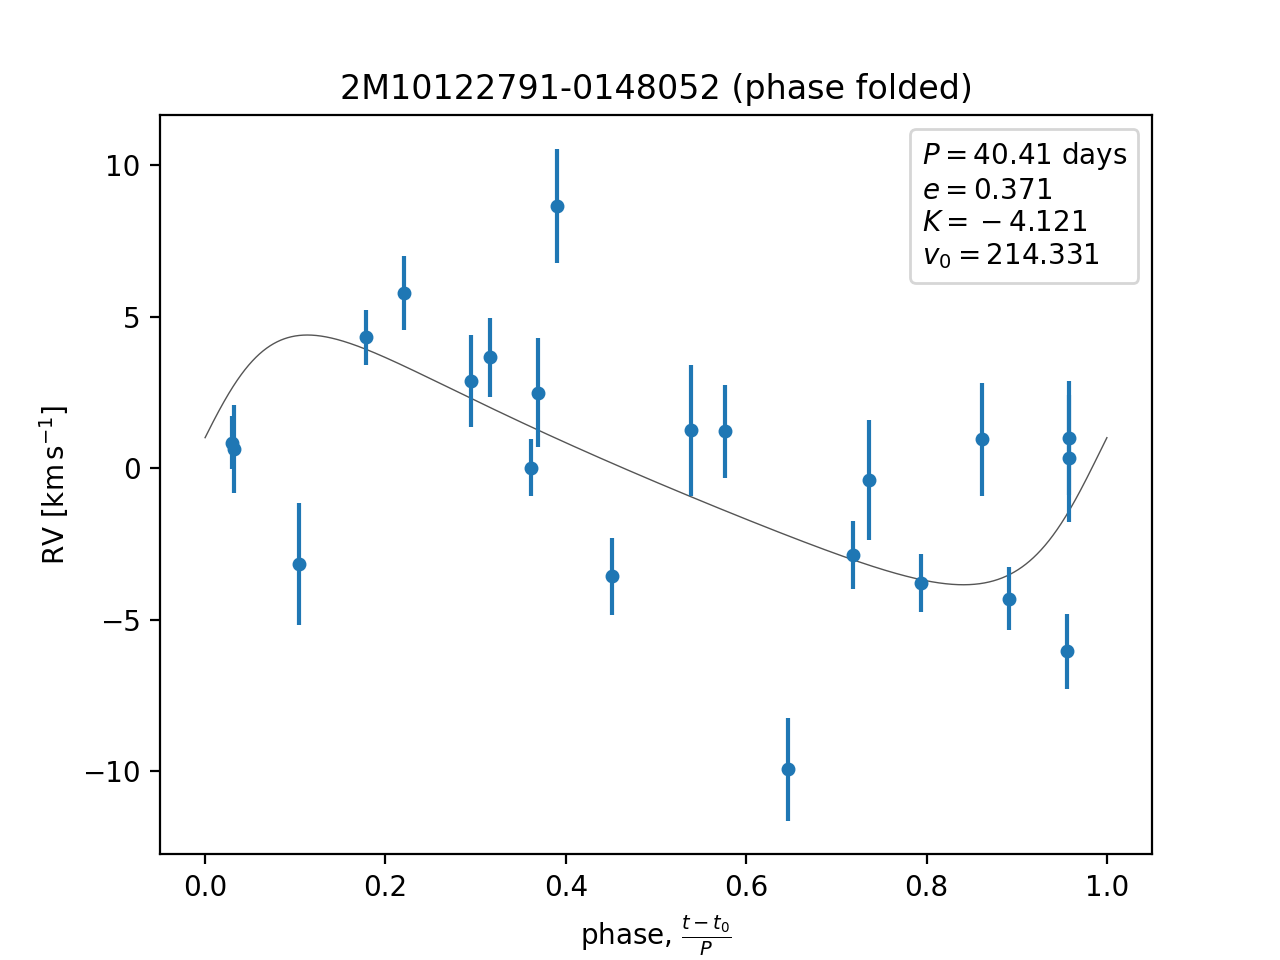 2M10122791-0148052 (phase folded)
P = 40.41 days
e = 0.371
K = −4.121
v₀ = 214.331
10
5
0
−5
−10
RV [km s⁻¹]
0.0 0.2 0.4 0.6 0.8 1.0
phase, (t − t₀)/P